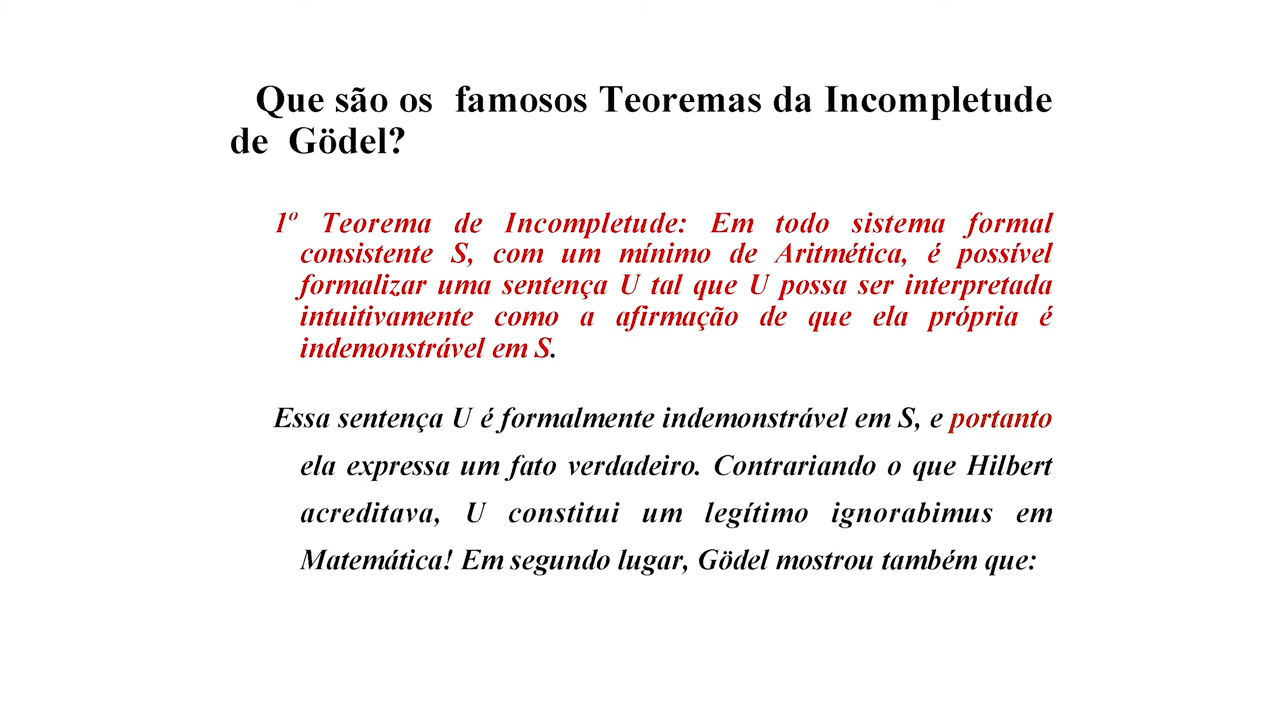 Que são os famosos Teoremas da Incompletude
de Gödel?
1º Teorema de Incompletude: Em todo sistema formal
consistente S, com um mínimo de Aritmética, é possível
formalizar uma sentença U tal que U possa ser interpretada
intuitivamente como a afirmação de que ela própria é
indemonstrável em S.
Essa sentença U é formalmente indemonstrável em S, e portanto
ela expressa um fato verdadeiro. Contrariando o que Hilbert
acreditava, U constitui um legítimo ignorabimus em
Matemática! Em segundo lugar, Gödel mostrou também que: